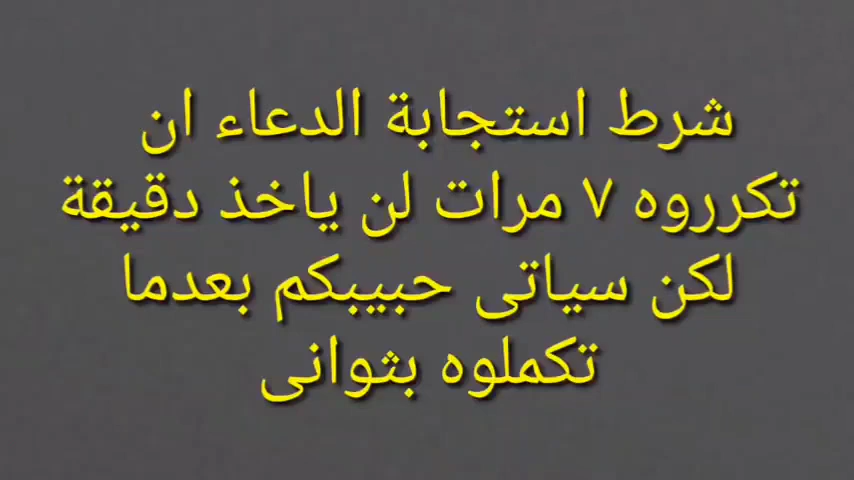 شرط استجابة الدعاء ان
تكرروه ٧ مرات لن ياخذ دقيقة
لكن سياتى حبيبكم بعدما
تكملوه بثوانى